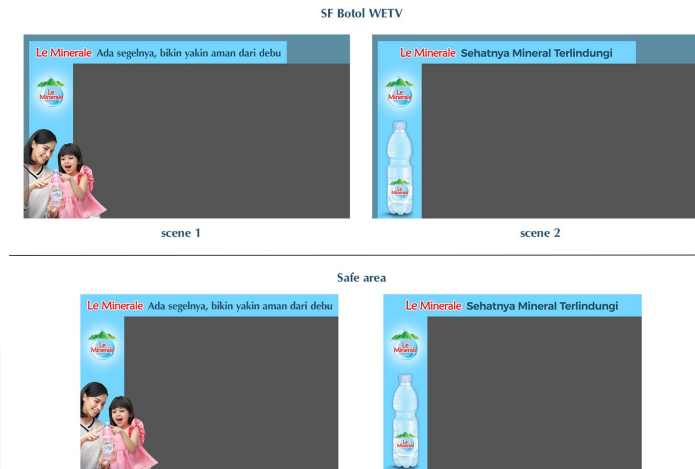 SF Botol WETV
Le Minerale Ada segelnya, bikin yakin aman dari debu
Le Minerale
Le Minerale Sehatnya Mineral Terlindungi
Le Minerale
scene 1
scene 2
Safe area
Le Minerale Ada segelnya, bikin yakin aman dari debu
Le Minerale
Le Minerale Sehatnya Mineral Terlindungi
Le Minerale
Le Minerale